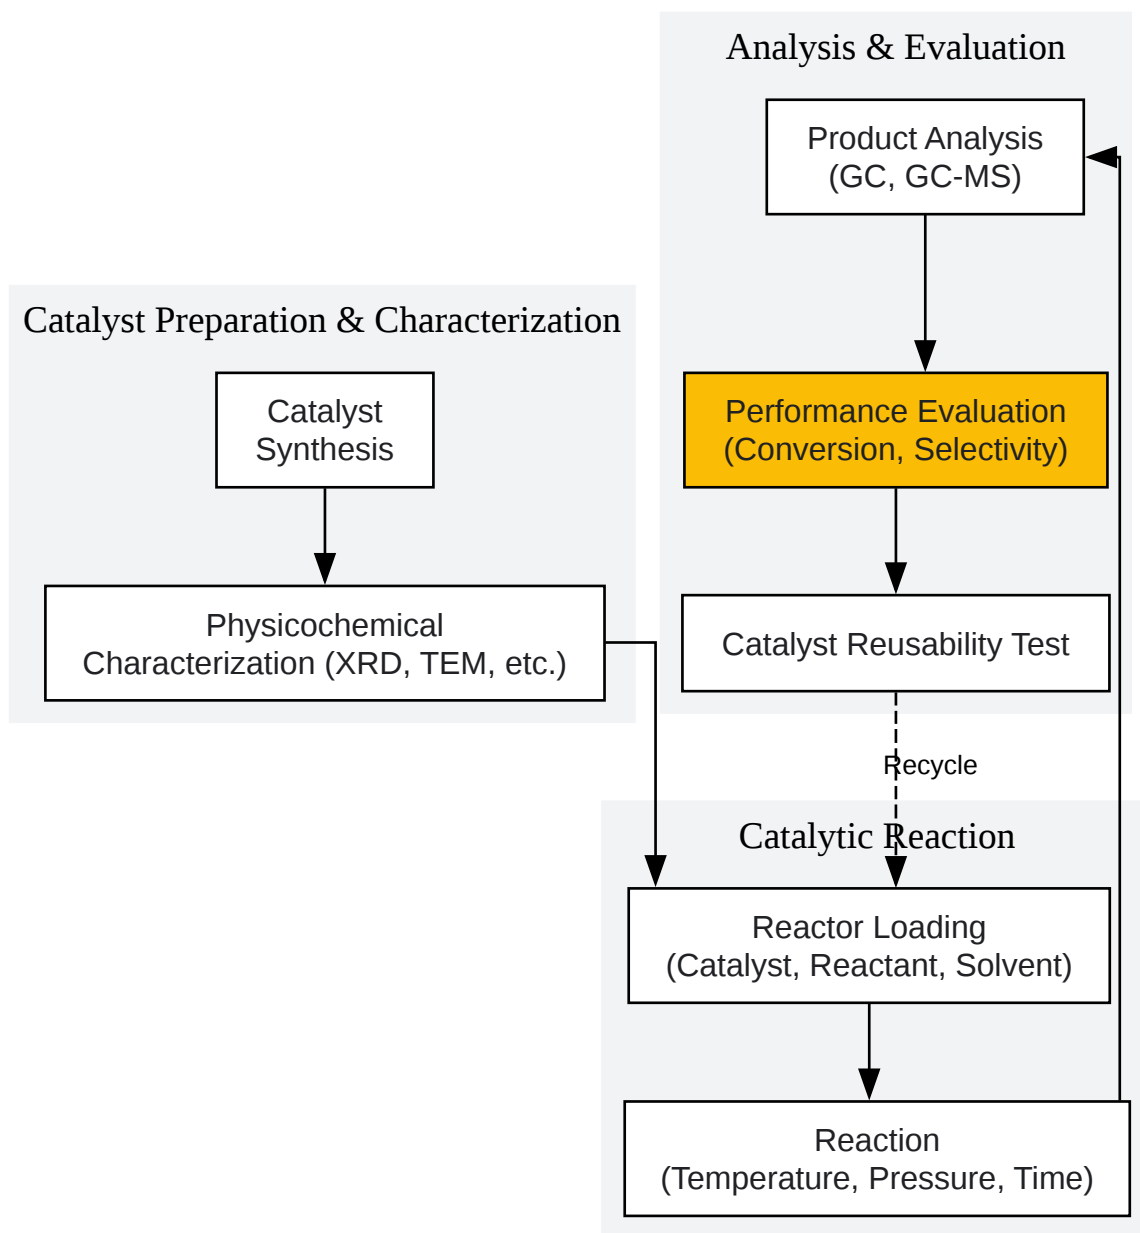 Analysis & Evaluation
Product Analysis
(GC, GC-MS)
Catalyst Preparation & Characterization
Catalyst
Synthesis
Performance Evaluation
(Conversion, Selectivity)
Physicochemical
Characterization (XRD, TEM, etc.)
Catalyst Reusability Test
Recycle
Catalytic Reaction
Reactor Loading
(Catalyst, Reactant, Solvent)
Reaction
(Temperature, Pressure, Time)